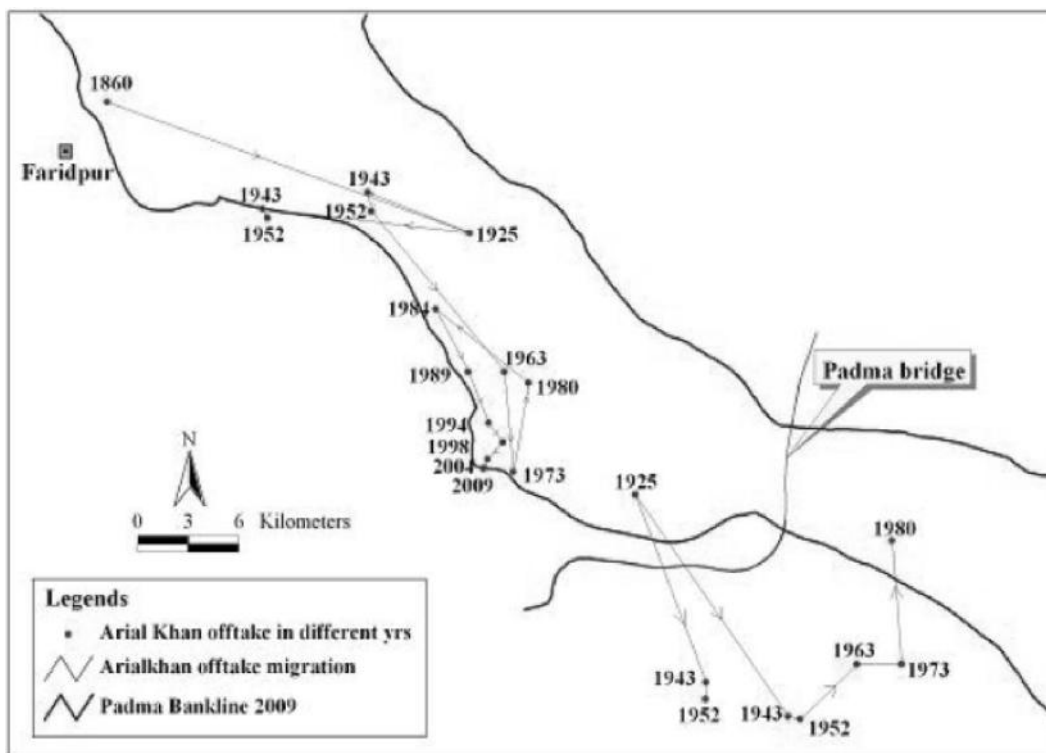 1860
Faridpur
1943
1943
1952
1952
1925
1984
1963
1989
1980
1994
1998
2004
2009
1973
Padma bridge
N
0 3 6 Kilometers
1925
1980
1963
1973
1943
1952
1943
1952
Legends
Arial Khan offtake in different yrs
Arialkhan offtake migration
Padma Bankline 2009